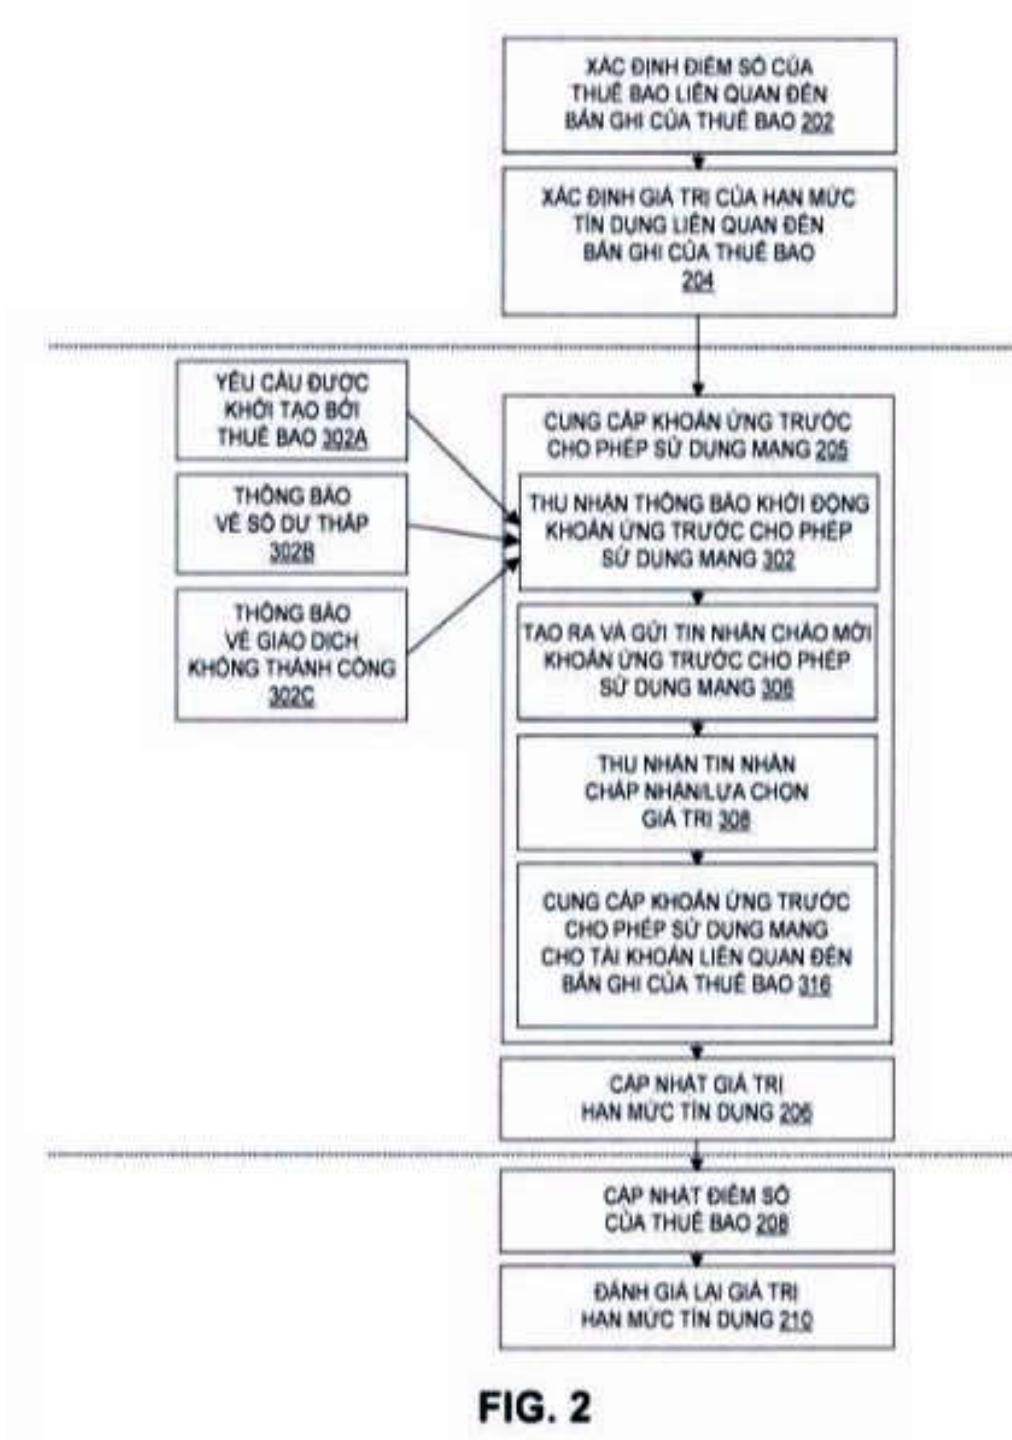 XÁC ĐỊNH ĐIỂM SỐ CỦA
THUÊ BAO LIÊN QUAN ĐẾN
BẢN GHI CỦA THUÊ BAO 202
XÁC ĐỊNH GIÁ TRỊ CỦA HẠN MỨC
TÍN DỤNG LIÊN QUAN ĐẾN
BẢN GHI CỦA THUÊ BAO
204
YÊU CẦU ĐƯỢC
KHỞI TẠO BỞI
THUÊ BAO 302A
THÔNG BÁO
VỀ SỐ DƯ THẤP
302B
THÔNG BÁO
VỀ GIAO DỊCH
KHÔNG THÀNH CÔNG
302C
CUNG CẤP KHOẢN ỨNG TRƯỚC
CHO PHÉP SỬ DỤNG MẠNG 205
THU NHẬN THÔNG BÁO KHỞI ĐỘNG
KHOẢN ỨNG TRƯỚC CHO PHÉP
SỬ DỤNG MẠNG 302
TẠO RA VÀ GỬI TIN NHẮN CHÀO MỜI
KHOẢN ỨNG TRƯỚC CHO PHÉP
SỬ DỤNG MẠNG 306
THU NHẬN TIN NHẮN
CHẤP NHẬN/LỰA CHỌN
GIÁ TRỊ 308
CUNG CẤP KHOẢN ỨNG TRƯỚC
CHO PHÉP SỬ DỤNG MẠNG
CHO TÀI KHOẢN LIÊN QUAN ĐẾN
BẢN GHI CỦA THUÊ BAO 316
CẬP NHẬT GIÁ TRỊ
HẠN MỨC TÍN DỤNG 206
CẬP NHẬT ĐIỂM SỐ
CỦA THUÊ BAO 208
ĐÁNH GIÁ LẠI GIÁ TRỊ
HẠN MỨC TÍN DỤNG 210
FIG. 2